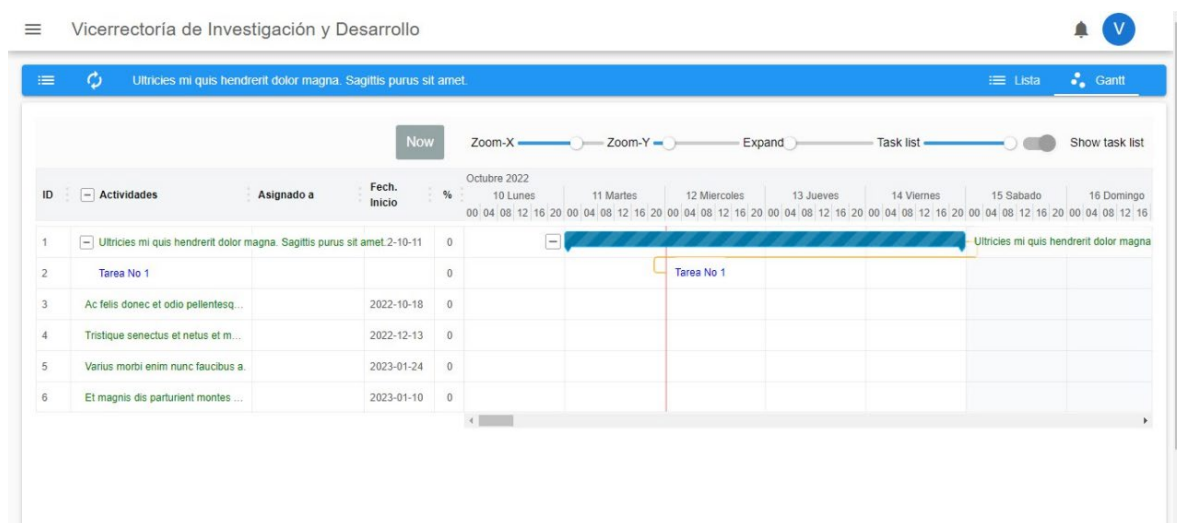 Vicerrectoría de Investigación y Desarrollo
V
Ultricies mi quis hendrerit dolor magna. Sagittis purus sit amet.
Lista
Gantt
Now
Zoom-X
Zoom-Y
Expand
Task list
Show task list
ID
Actividades
Asignado a
Fech. Inicio
%
Octubre 2022
10 Lunes 11 Martes 12 Miercoles 13 Jueves 14 Viernes 15 Sabado 16 Domingo
00 04 08 12 16 20 00 04 08 12 16 20 00 04 08 12 16 20 00 04 08 12 16 20 00 04 08 12 16 20 00 04 08 12 16 20 00 04 08 12 16
1 Ultricies mi quis hendrerit dolor magna. Sagittis purus sit amet.2-10-11 0 Ultricies mi quis hendrerit dolor magna
2 Tarea No 1 0 Tarea No 1
3 Ac felis donec et odio pellentesq... 2022-10-18 0
4 Tristique senectus et netus et m... 2022-12-13 0
5 Varius morbi enim nunc faucibus a. 2023-01-24 0
6 Et magnis dis parturient montes ... 2023-01-10 0